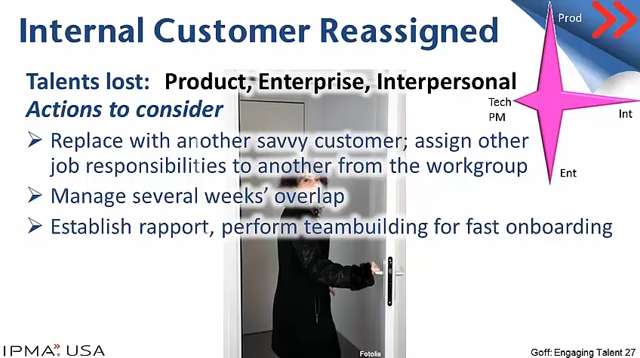 Internal Customer Reassigned
Prod
Talents lost: Product, Enterprise, Interpersonal
Actions to consider
Tech
PM
Int
Ent
➢ Replace with another savvy customer; assign other
job responsibilities to another from the workgroup
➢ Manage several weeks' overlap
➢ Establish rapport, perform teambuilding for fast onboarding
IPMA USA
Fotolia
Goff: Engaging Talent 27